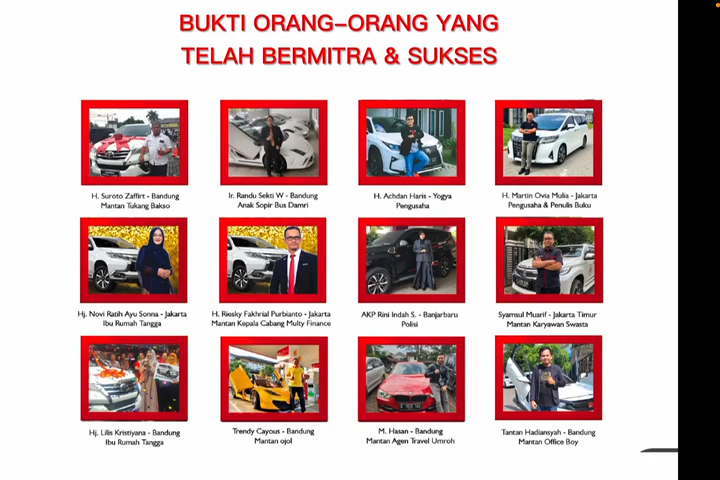 BUKTI ORANG-ORANG YANG
TELAH BERMITRA & SUKSES
H. Suroto Zaffirt - Bandung
Mantan Tukang Bakso
Ir. Randu Sekti W - Bandung
Anak Sopir Bus Damri
H. Achdan Haris - Yogya
Pengusaha
H. Martin Ovia Mulia - Jakarta
Pengusaha & Penulis Buku
Hj. Novi Ratih Ayu Sonna - Jakarta
Ibu Rumah Tangga
H. Riesky Fakhrial Purbianto - Jakarta
Mantan Kepala Cabang Multy Finance
AKP Rini Indah S. - Banjarbaru
Polisi
Syamsul Muarif - Jakarta Timur
Mantan Karyawan Swasta
Hj. Lilis Kristiyana - Bandung
Ibu Rumah Tangga
Trendy Cayous - Bandung
Mantan ojol
M. Hasan - Bandung
Mantan Agen Travel Umroh
Tantan Hadiansyah - Bandung
Mantan Office Boy